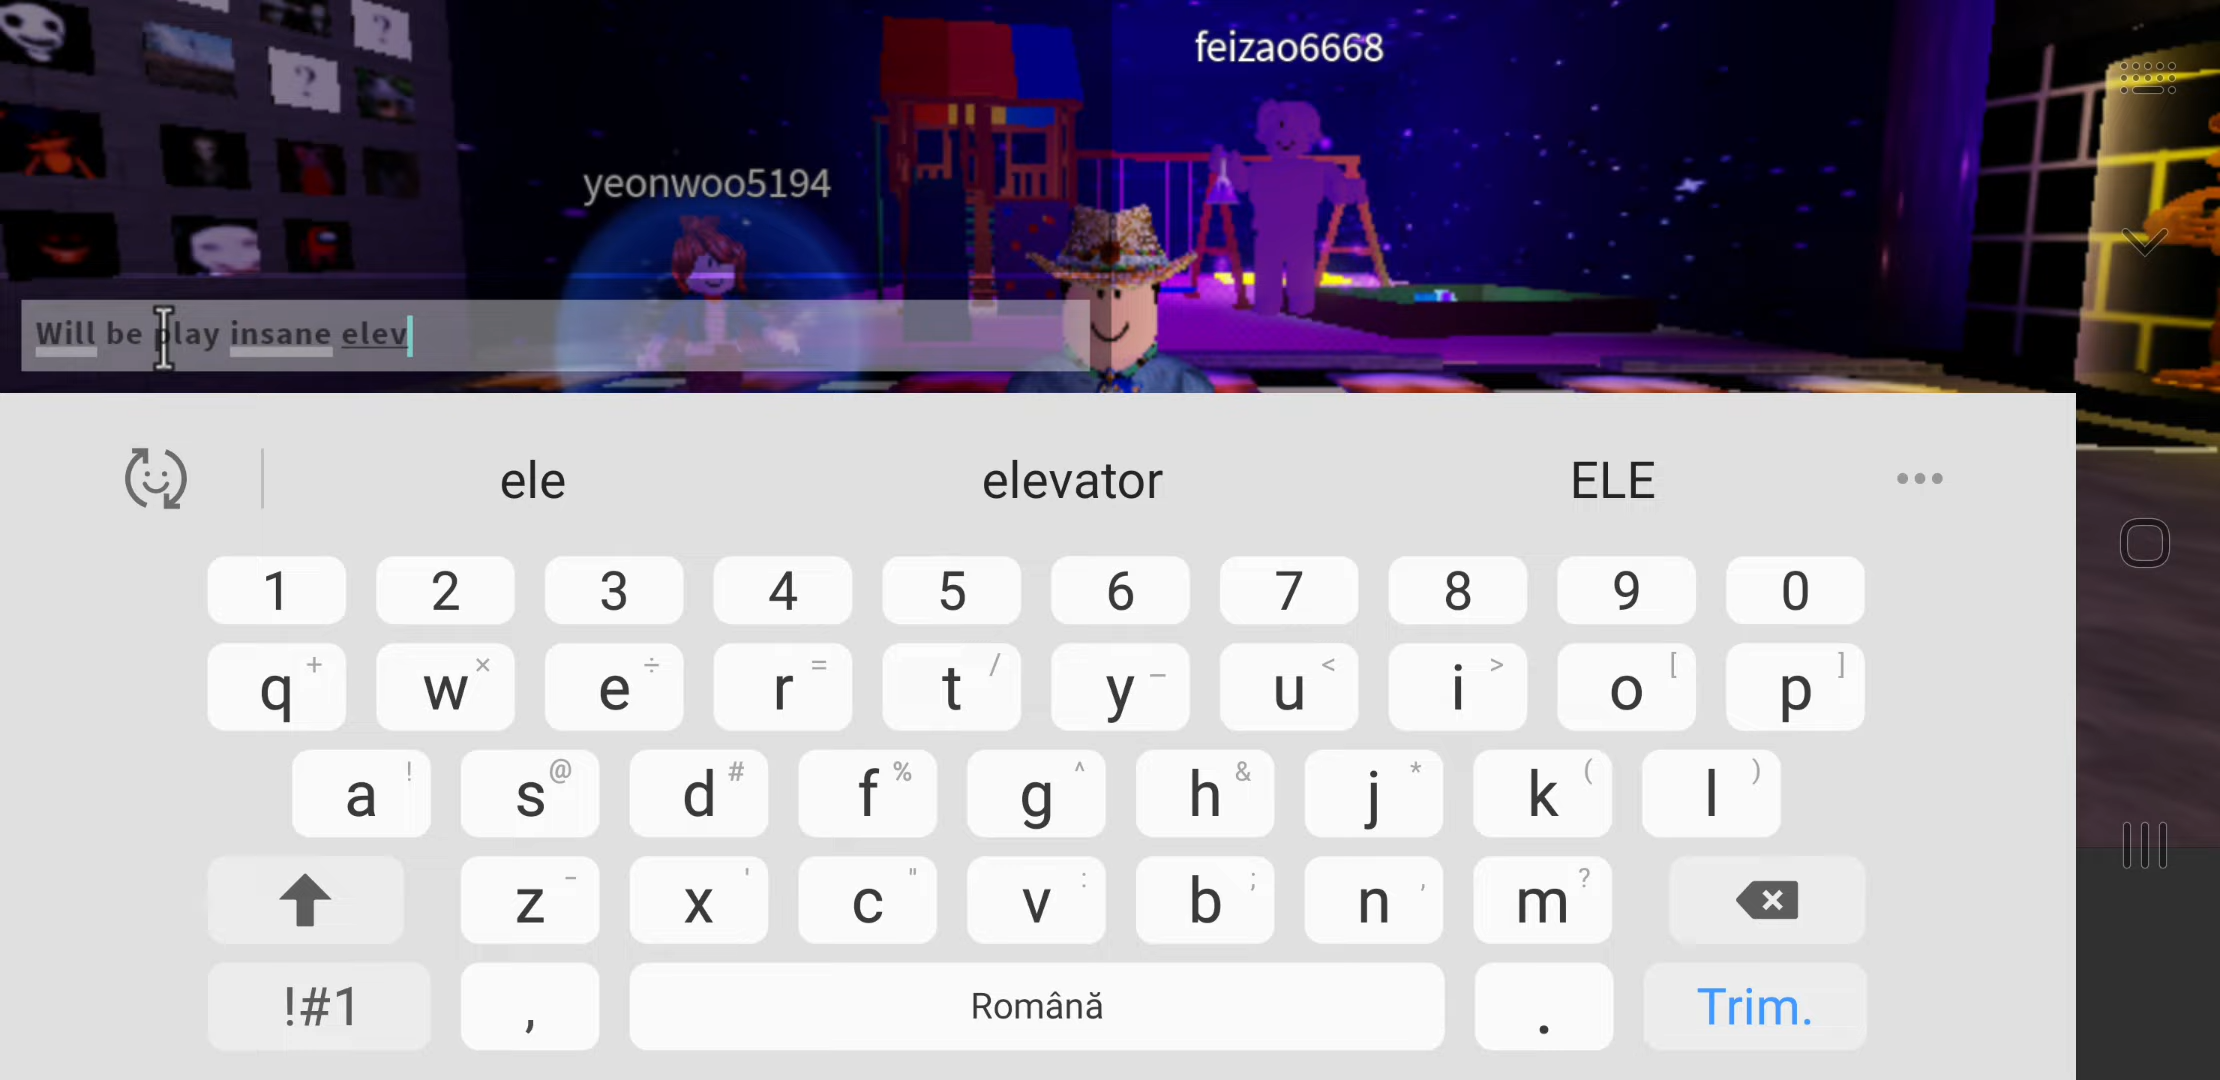 feizao6668
yeonwoo5194
?
?
Will be play insane elev
ele elevator ELE
1 2 3 4 5 6 7 8 9 0
q + w × e ÷ r = t / y − u < i > o [ p ]
a ! s @ d # f % g ^ h & j * k ( l )
z - x ' c " v : b ; n , m ?
!#1 , Română . Trim.